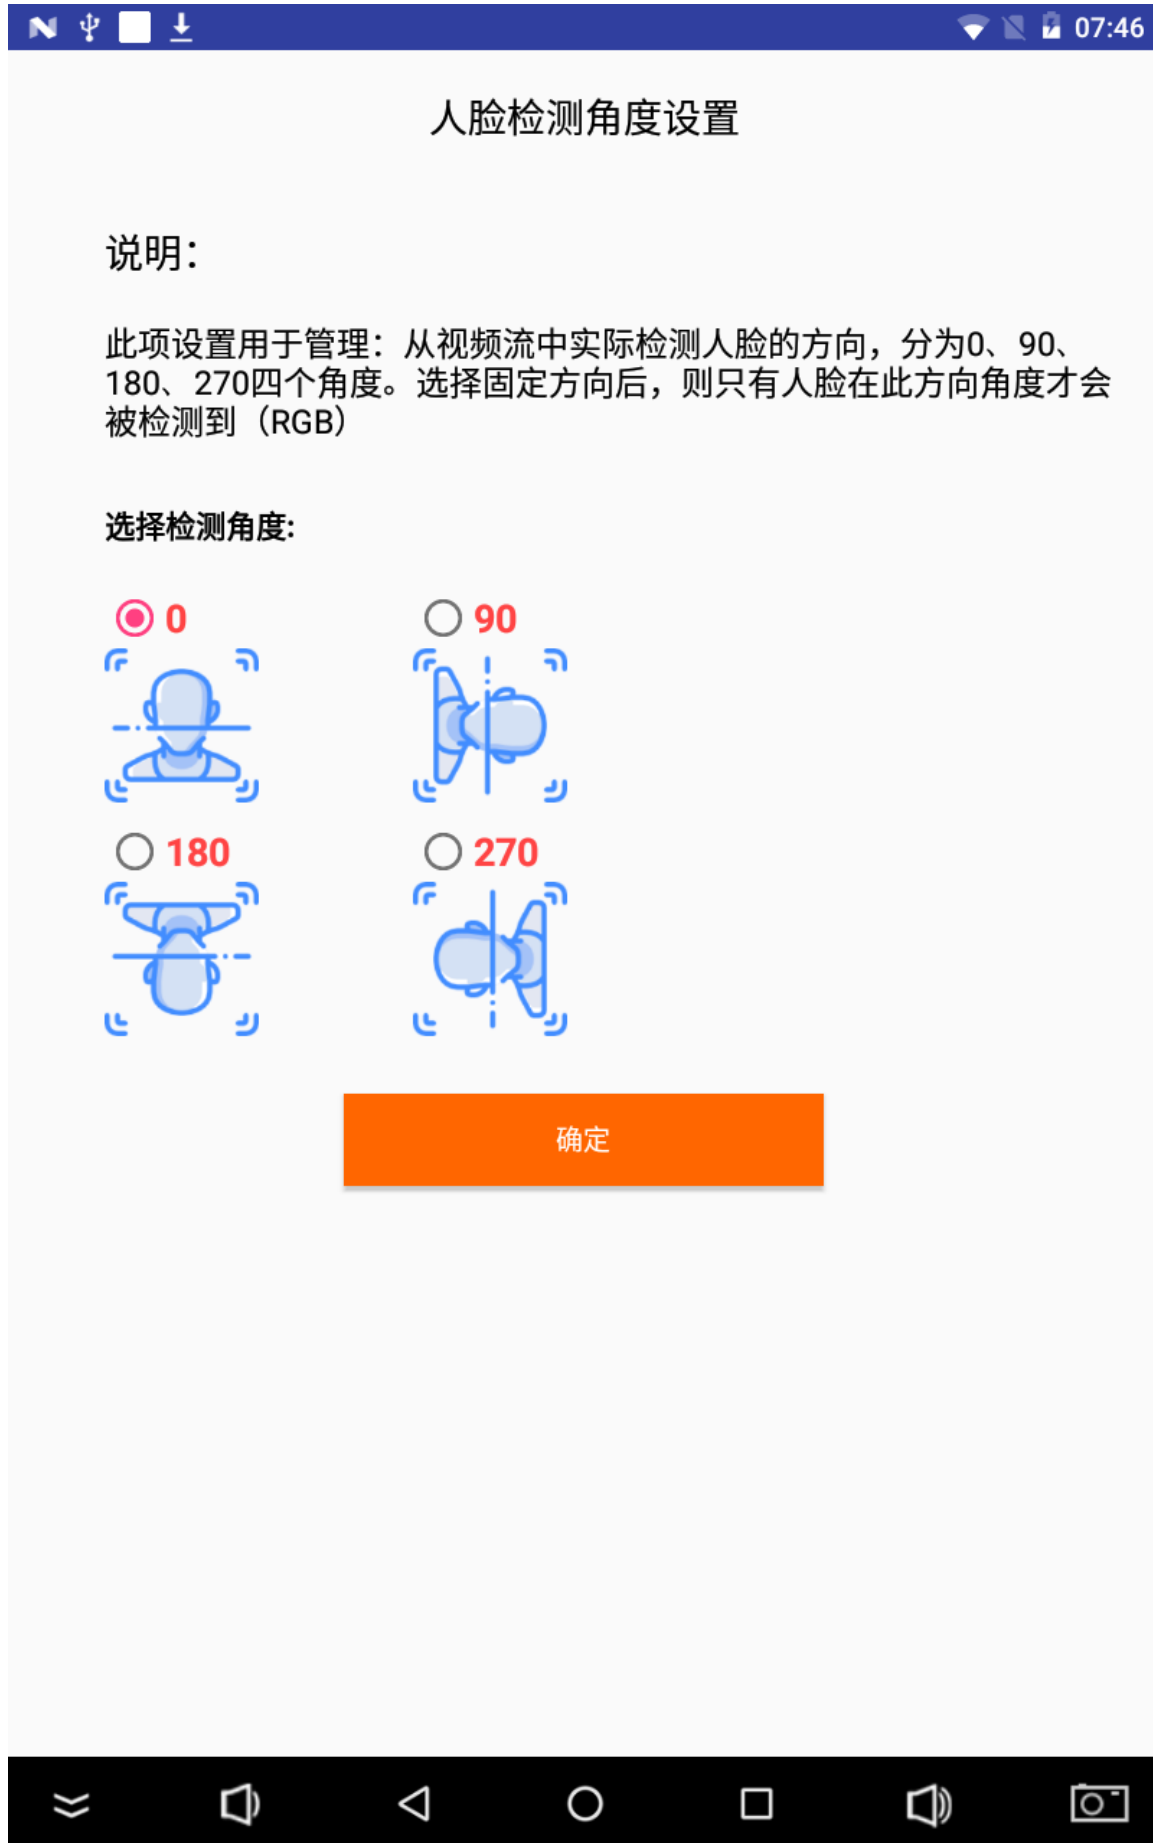 07:46
人脸检测角度设置
说明：
此项设置用于管理：从视频流中实际检测人脸的方向，分为0、90、
180、270四个角度。选择固定方向后，则只有人脸在此方向角度才会
被检测到（RGB）
选择检测角度:
0
90
180
270
确定